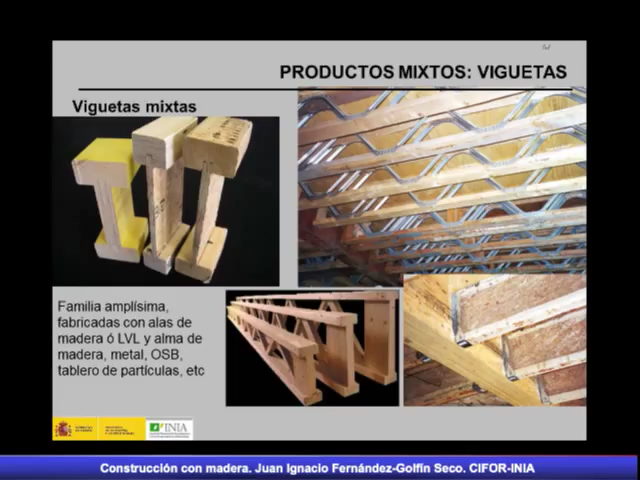 PRODUCTOS MIXTOS: VIGUETAS
Viguetas mixtas
Familia amplísima,
fabricadas con alas de
madera ó LVL y alma de
madera, metal, OSB,
tablero de partículas, etc
INIA
Construcción con madera. Juan Ignacio Fernández-Golfín Seco. CIFOR-INIA